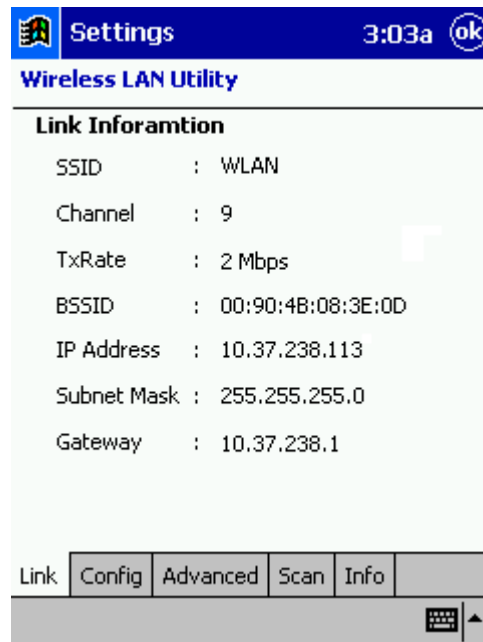 Settings 3:03a ok
Wireless LAN Utility
Link Inforamtion
SSID : WLAN
Channel : 9
TxRate : 2 Mbps
BSSID : 00:90:4B:08:3E:0D
IP Address : 10.37.238.113
Subnet Mask : 255.255.255.0
Gateway : 10.37.238.1
Link Config Advanced Scan Info